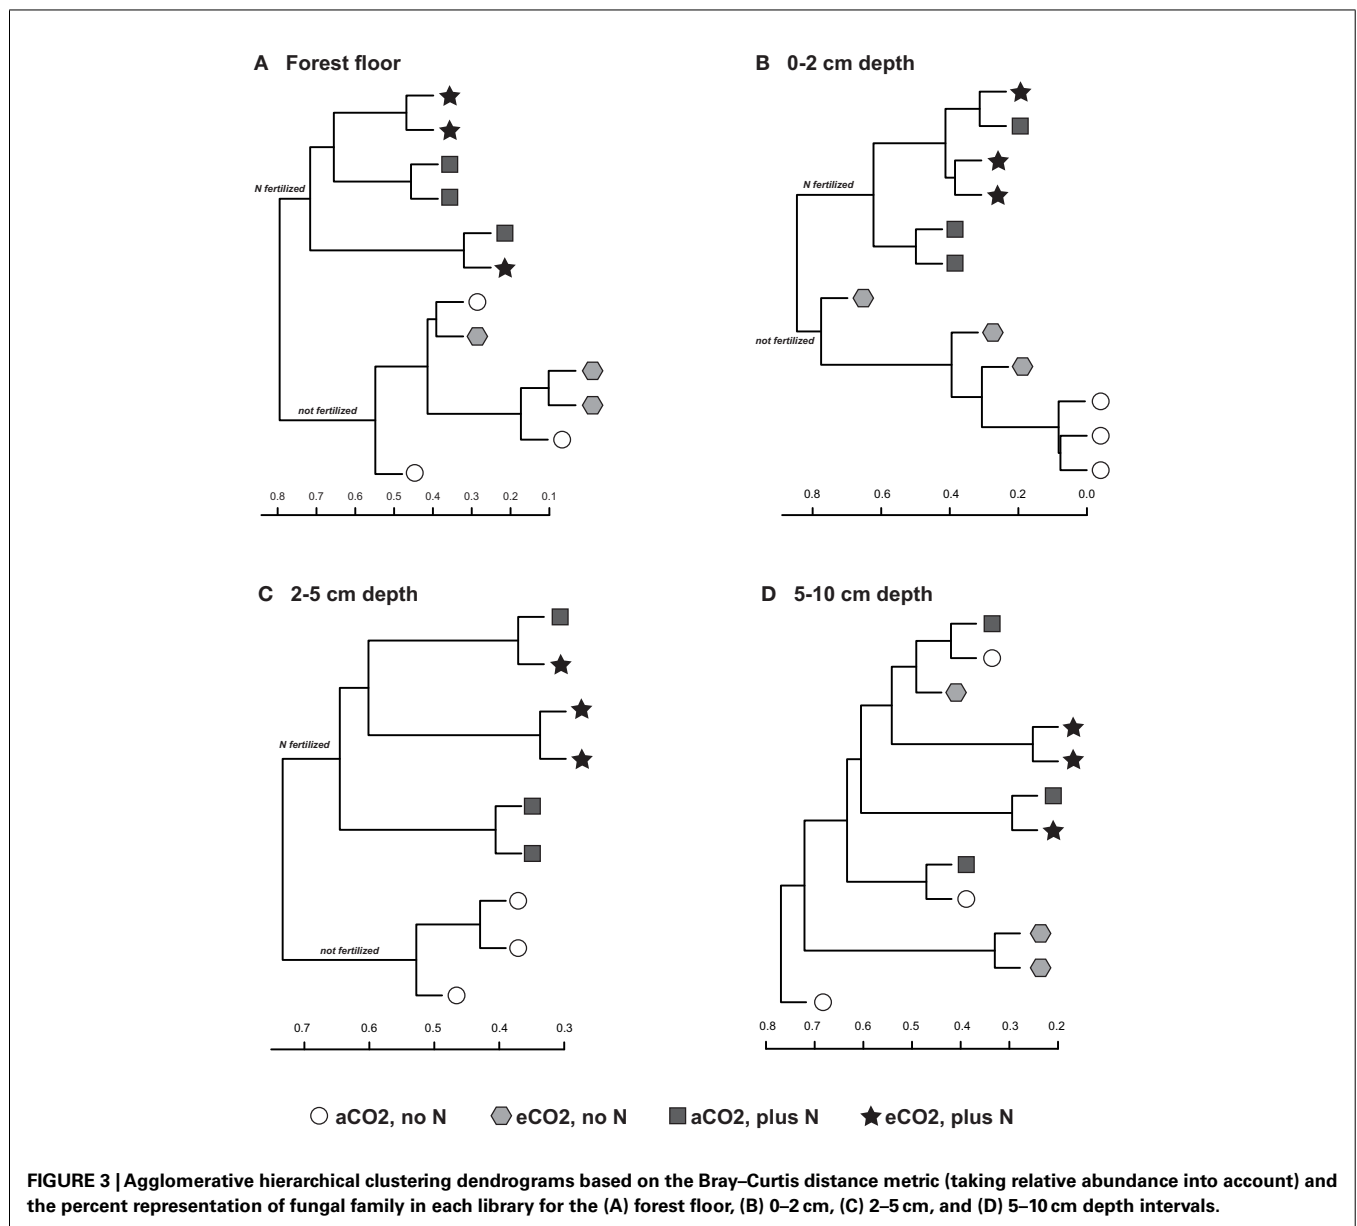 A Forest floor
N fertilized
not fertilized
0.8 0.7 0.6 0.5 0.4 0.3 0.2 0.1
B 0-2 cm depth
N fertilized
not fertilized
0.8 0.6 0.4 0.2 0.0
C 2-5 cm depth
N fertilized
not fertilized
0.7 0.6 0.5 0.4 0.3
D 5-10 cm depth
0.8 0.7 0.6 0.5 0.4 0.3 0.2
aCO2, no N eCO2, no N aCO2, plus N eCO2, plus N
FIGURE 3 | Agglomerative hierarchical clustering dendrograms based on the Bray–Curtis distance metric (taking relative abundance into account) and
the percent representation of fungal family in each library for the (A) forest floor, (B) 0–2 cm, (C) 2–5 cm, and (D) 5–10 cm depth intervals.